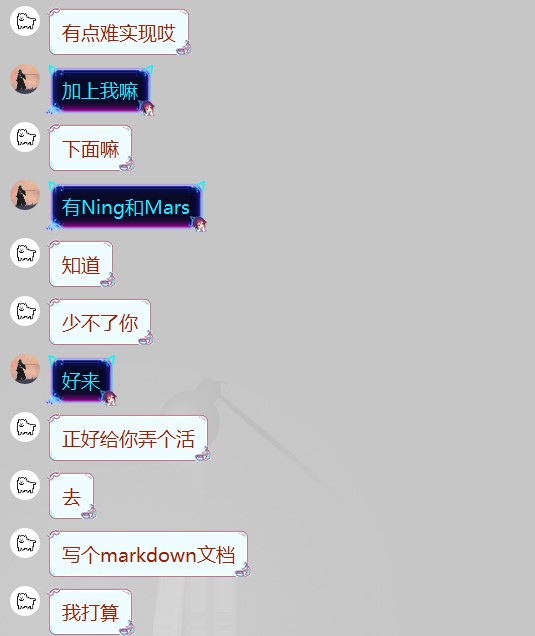 有点难实现哎
加上我嘛
下面嘛
有Ning和Mars
知道
少不了你
好来
正好给你弄个活
去
写个markdown文档
我打算